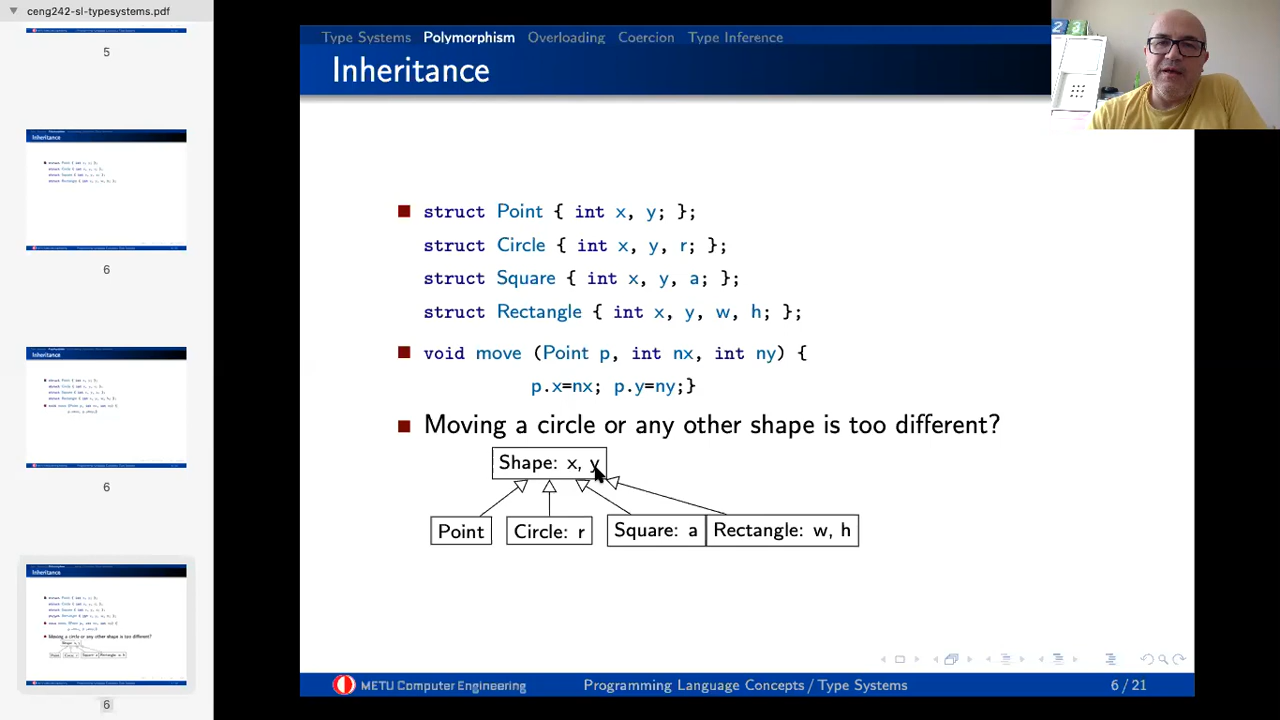 ceng242-sl-typesystems.pdf
5
6
6
6
Type Systems Polymorphism Overloading Coercion Type Inference
Inheritance
struct Point { int x, y; };
struct Circle { int x, y, r; };
struct Square { int x, y, a; };
struct Rectangle { int x, y, w, h; };
void move (Point p, int nx, int ny) {
p.x=nx; p.y=ny;}
Moving a circle or any other shape is too different?
Shape: x, y
Point Circle: r Square: a Rectangle: w, h
METU Computer Engineering Programming Language Concepts / Type Systems 6 / 21